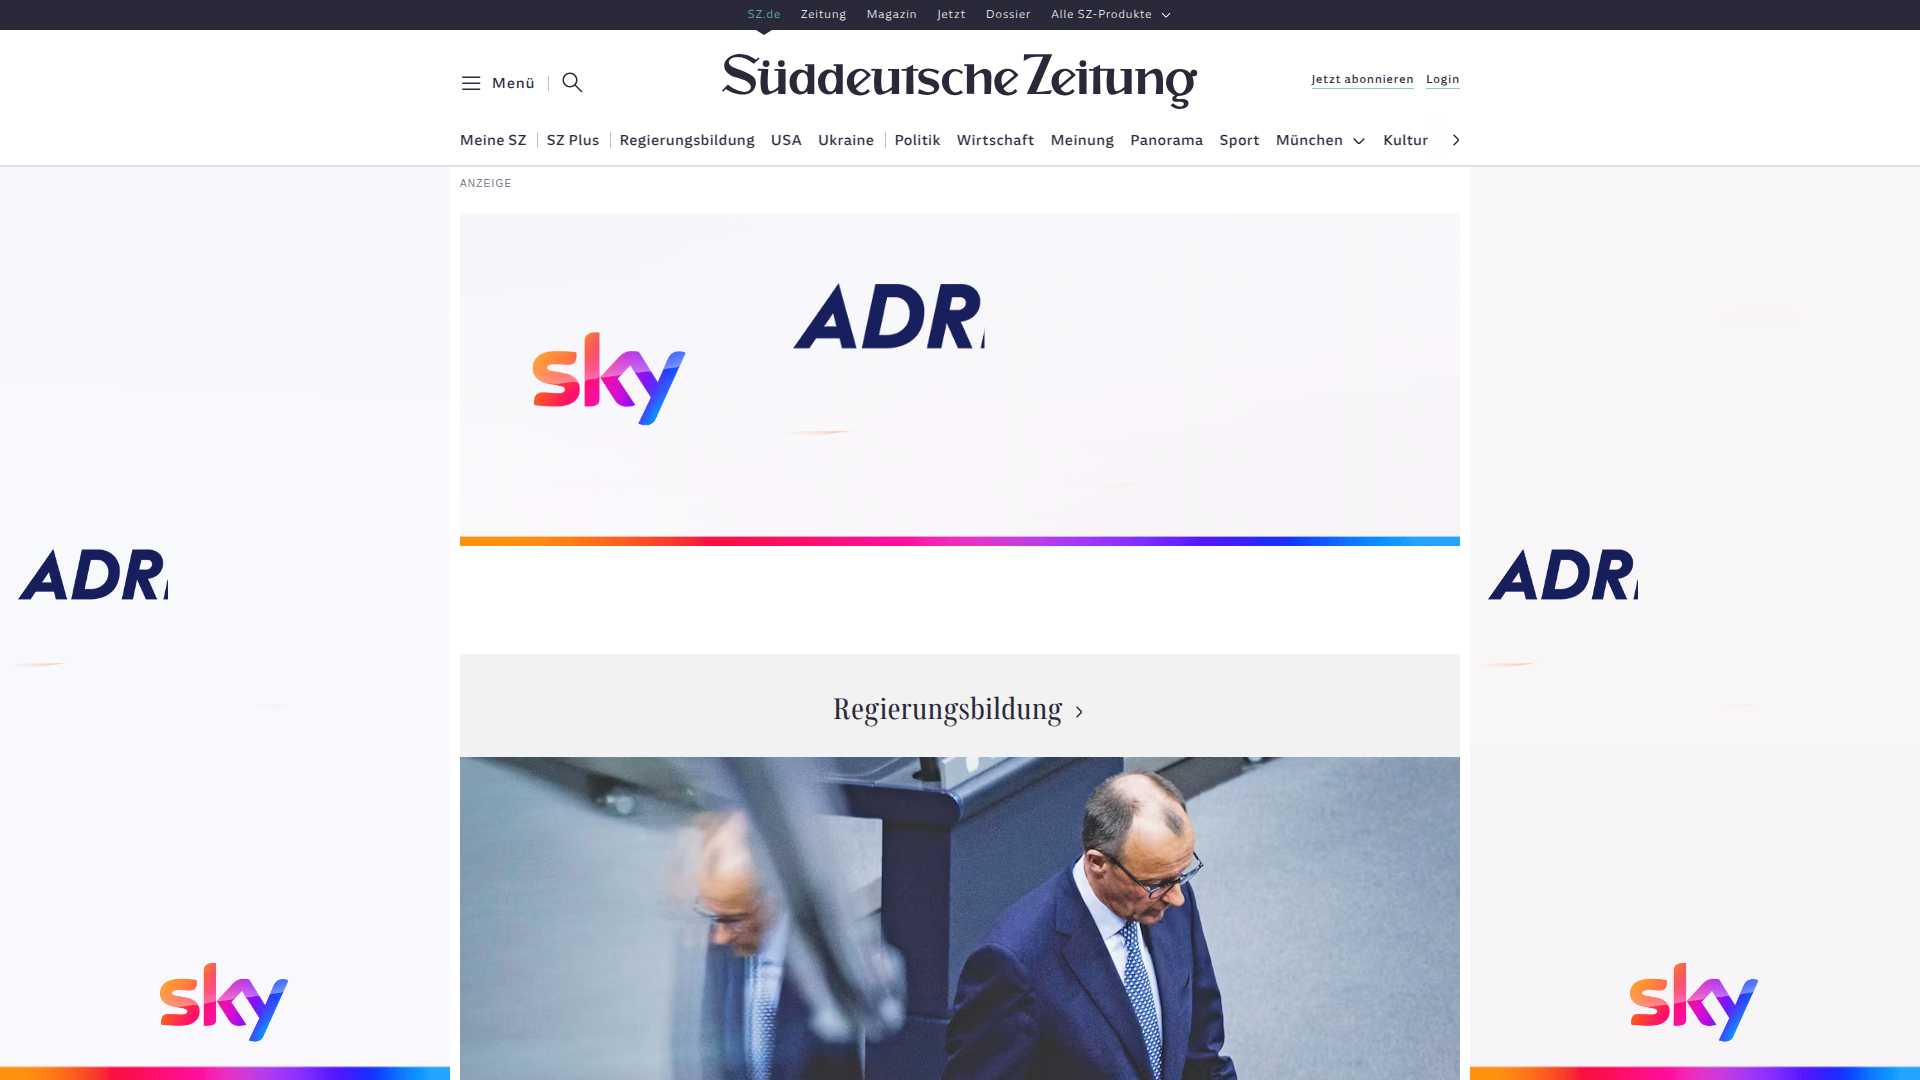 SZ.de Zeitung Magazin Jetzt Dossier Alle SZ-Produkte
Menü
Süddeutsche Zeitung
Jetzt abonnieren Login
Meine SZ SZ Plus Regierungsbildung USA Ukraine Politik Wirtschaft Meinung Panorama Sport München Kultur
ANZEIGE
sky
ADR
ADR
ADR
Regierungsbildung
sky
sky